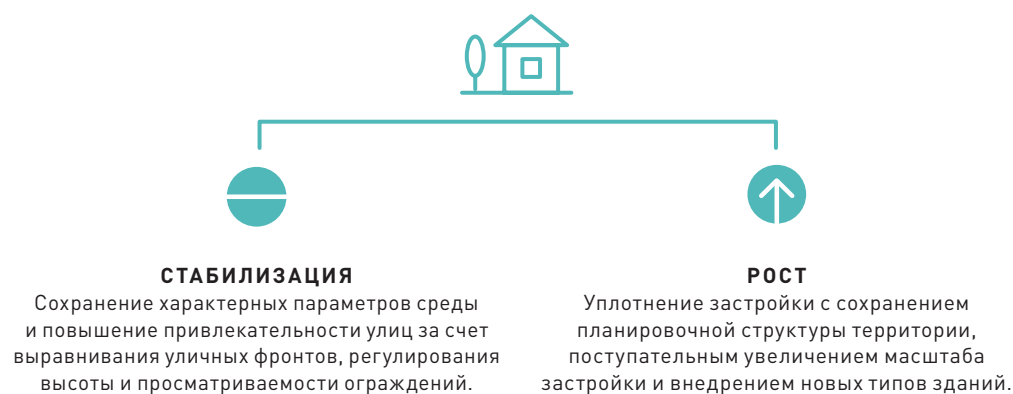 СТАБИЛИЗАЦИЯ
Сохранение характерных параметров среды
и повышение привлекательности улиц за счет
выравнивания уличных фронтов, регулирования
высоты и просматриваемости ограждений.
РОСТ
Уплотнение застройки с сохранением
планировочной структуры территории,
поступательным увеличением масштаба
застройки и внедрением новых типов зданий.